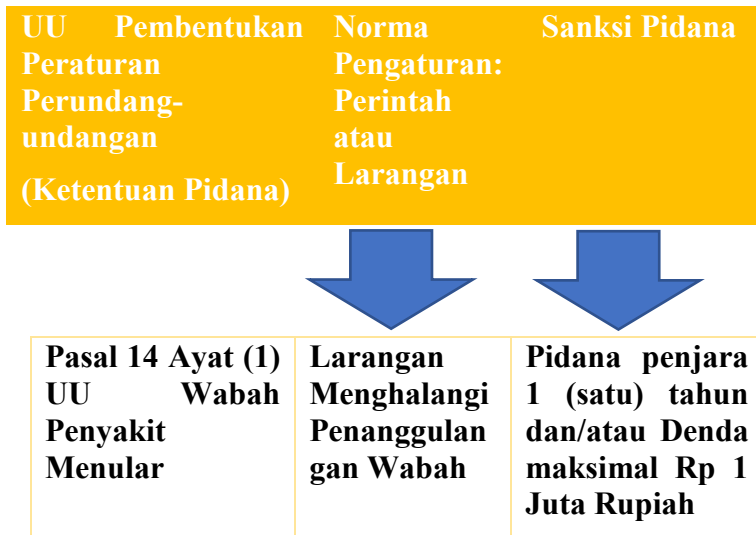 UU Pembentukan
Peraturan
Perundang-
undangan
(Ketentuan Pidana)
Norma
Pengaturan:
Perintah
atau
Larangan
Sanksi Pidana
Pasal 14 Ayat (1)
UU Wabah
Penyakit
Menular
Larangan
Menghalangi
Penanggulan
gan Wabah
Pidana penjara
1 (satu) tahun
dan/atau Denda
maksimal Rp 1
Juta Rupiah